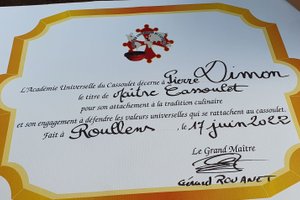 L'Académie Universelle du Cassoulet décerne à Pierre Dimon
le titre de Maître Cassoulet
pour son attachement à la tradition culinaire
et son engagement à défendre les valeurs universelles qui se rattachent au cassoulet.
Fait à Roullens, le 17 juin 2022
Le Grand Maître
Gérard ROUANET